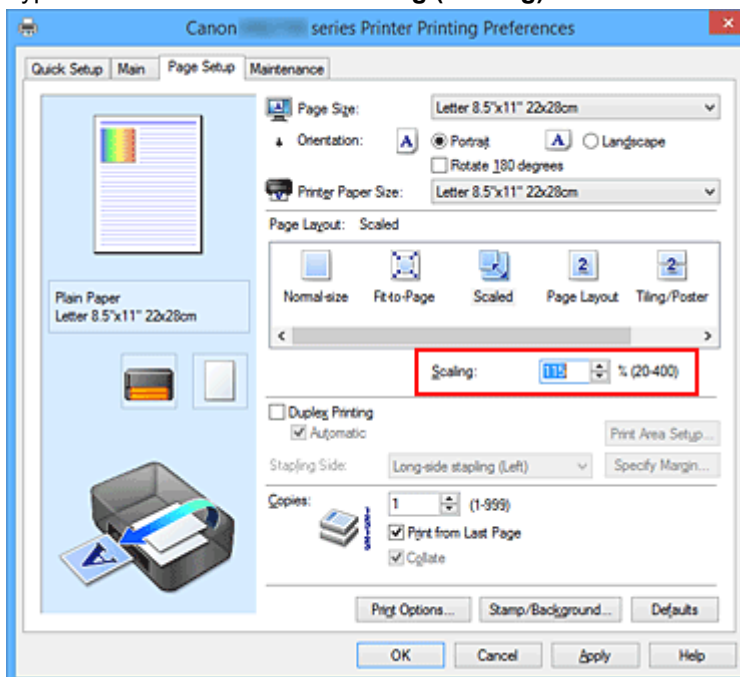 Canon series Printer Printing Preferences
Quick Setup Main Page Setup Maintenance
Page Size: Letter 8.5"x11" 22x28cm
Orientation: A Portrait A Landscape
Rotate 180 degrees
Printer Paper Size: Letter 8.5"x11" 22x28cm
Page Layout: Scaled
2 2
Normal-size Fit-to-Page Scaled Page Layout Tiling/Poster
Plain Paper
Letter 8.5"x11" 22x28cm
Scaling: 115 % (20-400)
Duplex Printing
Automatic
Print Area Setup...
Stapling Side: Long-side stapling (Left) Specify Margin...
Copies: 1 (1-999)
Print from Last Page
Collate
A
Print Options... Stamp/Background... Defaults
OK Cancel Apply Help